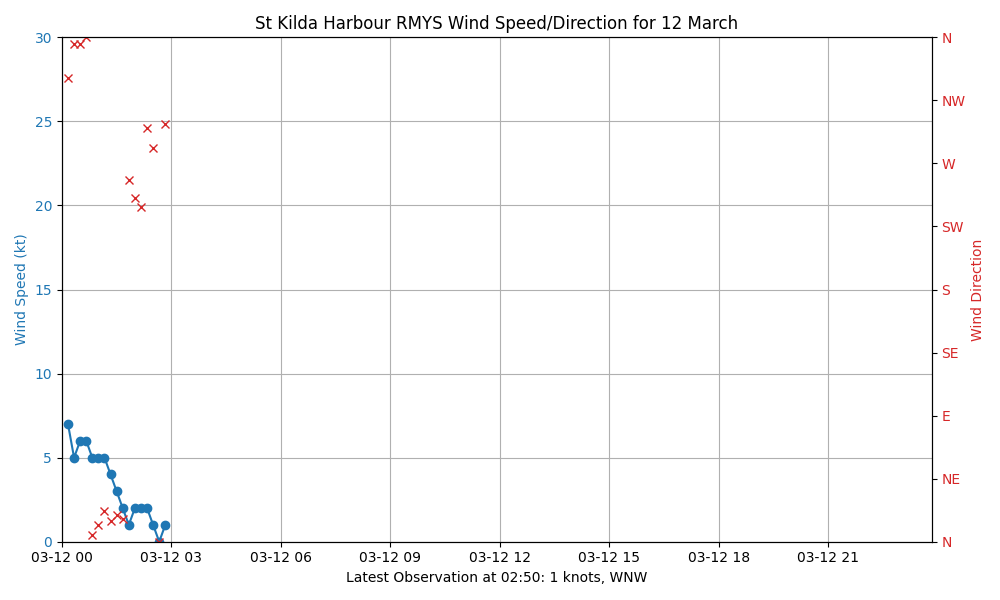 St Kilda Harbour RMYS Wind Speed/Direction for 12 March
30
25
20
15
10
5
0
Wind Speed (kt)
N
NW
W
SW
S
SE
E
NE
N
Wind Direction
03-12 00
03-12 03
03-12 06
03-12 09
03-12 12
03-12 15
03-12 18
03-12 21
Latest Observation at 02:50: 1 knots, WNW